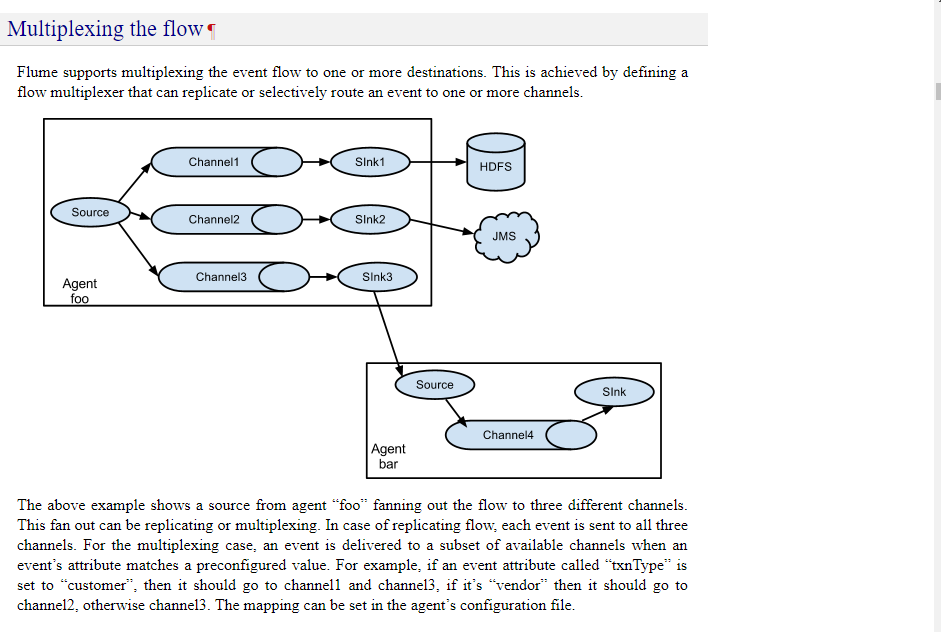 Multiplexing the flow¶
Flume supports multiplexing the event flow to one or more destinations. This is achieved by defining a
flow multiplexer that can replicate or selectively route an event to one or more channels.
Channel1
SInk1
HDFS
Source
Channel2
SInk2
JMS
Channel3
SInk3
Agent
foo
Source
SInk
Channel4
Agent
bar
The above example shows a source from agent “foo” fanning out the flow to three different channels.
This fan out can be replicating or multiplexing. In case of replicating flow, each event is sent to all three
channels. For the multiplexing case, an event is delivered to a subset of available channels when an
event’s attribute matches a preconfigured value. For example, if an event attribute called “txnType” is
set to “customer”, then it should go to channel1 and channel3, if it’s “vendor” then it should go to
channel2, otherwise channel3. The mapping can be set in the agent’s configuration file.